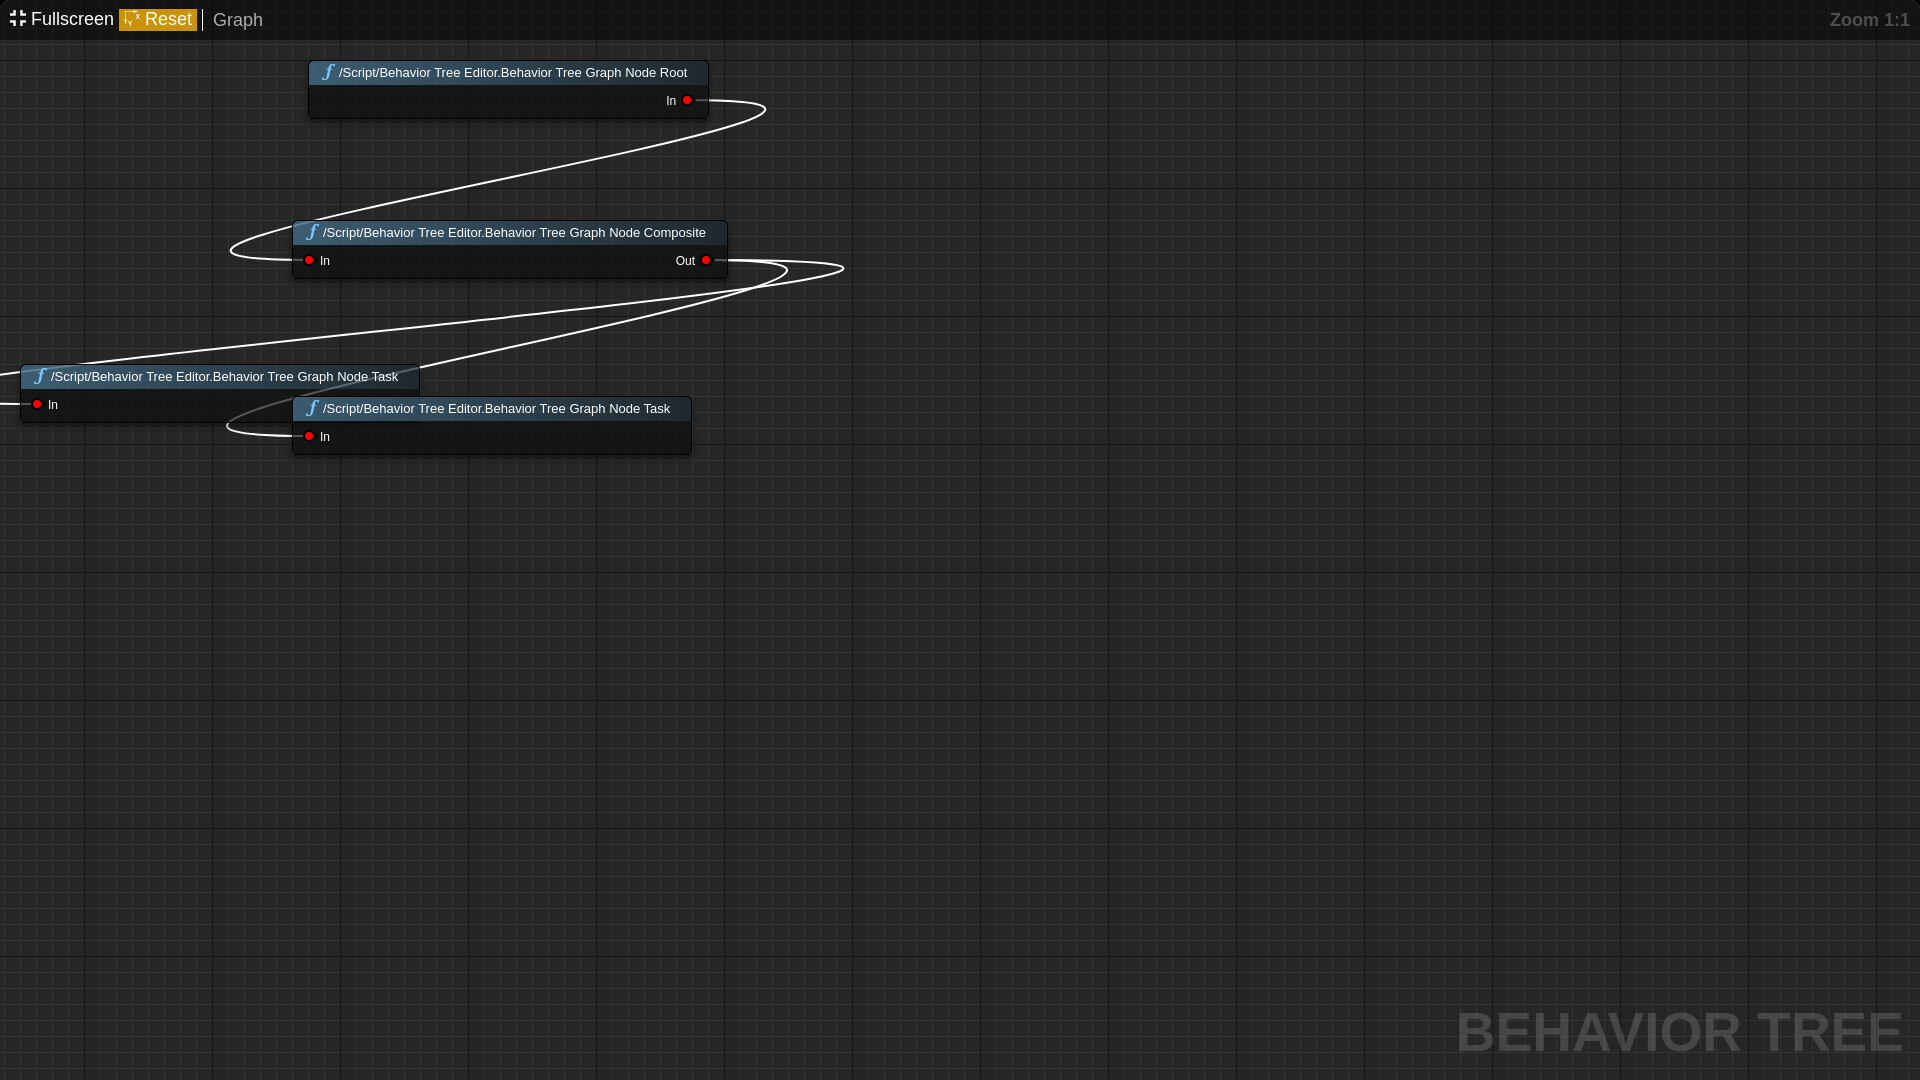 Fullscreen Reset Graph Zoom 1:1
/Script/Behavior Tree Editor.Behavior Tree Graph Node Root
In
/Script/Behavior Tree Editor.Behavior Tree Graph Node Composite
In Out
/Script/Behavior Tree Editor.Behavior Tree Graph Node Task
In
/Script/Behavior Tree Editor.Behavior Tree Graph Node Task
In
BEHAVIOR TREE